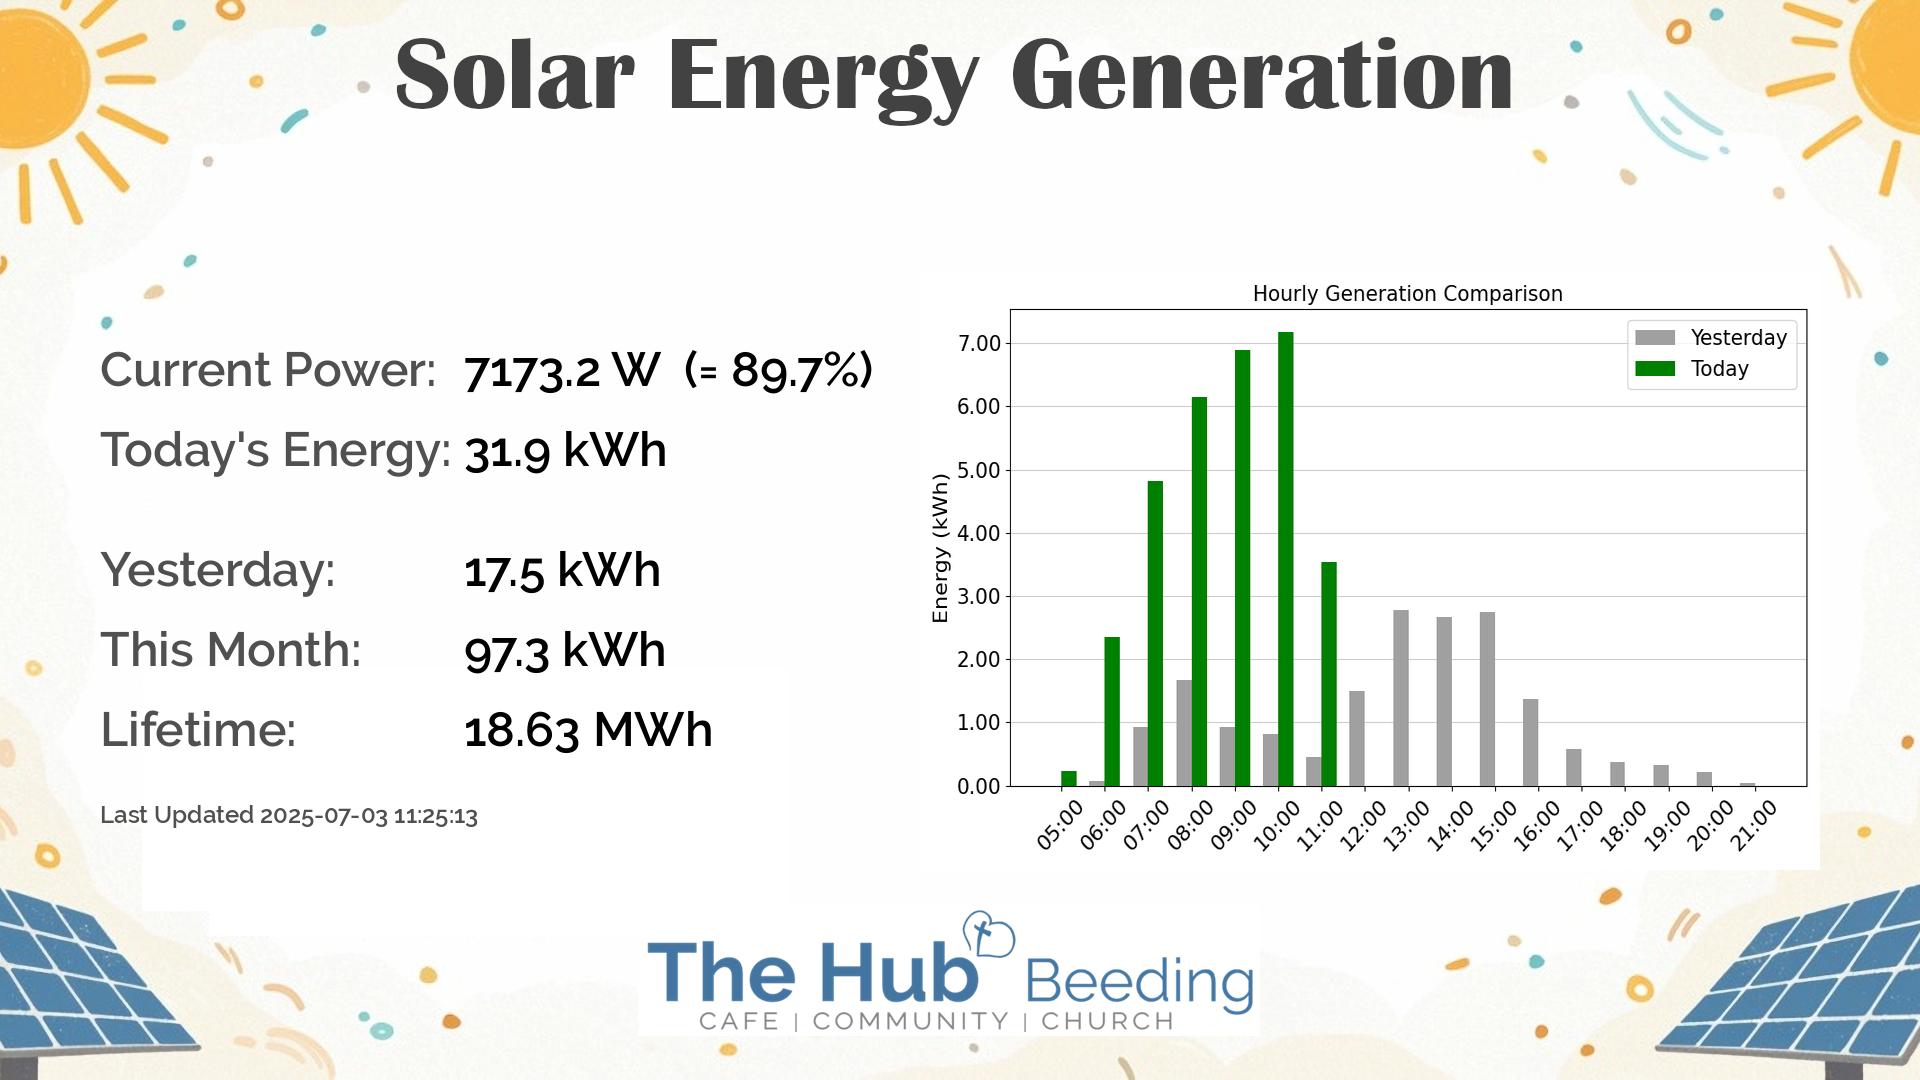 Solar Energy Generation
Current Power: 7173.2 W (= 89.7%)
Today's Energy: 31.9 kWh
Yesterday: 17.5 kWh
This Month: 97.3 kWh
Lifetime: 18.63 MWh
Last Updated 2025-07-03 11:25:13
Hourly Generation Comparison
Yesterday
Today
Energy (kWh)
7.00
6.00
5.00
4.00
3.00
2.00
1.00
0.00
05:00 06:00 07:00 08:00 09:00 10:00 11:00 12:00 13:00 14:00 15:00 16:00 17:00 18:00 19:00 20:00 21:00
The Hub Beeding
CAFE | COMMUNITY | CHURCH